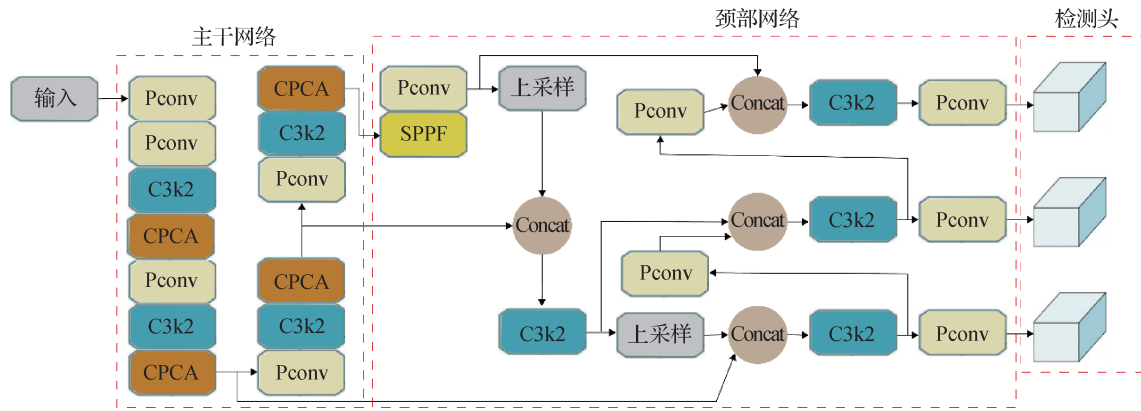 主干网络
颈部网络
检测头
输入
Pconv
Pconv
C3k2
CPCA
Pconv
C3k2
CPCA
CPCA
C3k2
Pconv
CPCA
C3k2
Pconv
Pconv
SPPF
上采样
Concat
C3k2
Pconv
Concat
C3k2
Pconv
Concat
C3k2
Pconv
Pconv
上采样
Concat
C3k2
Pconv